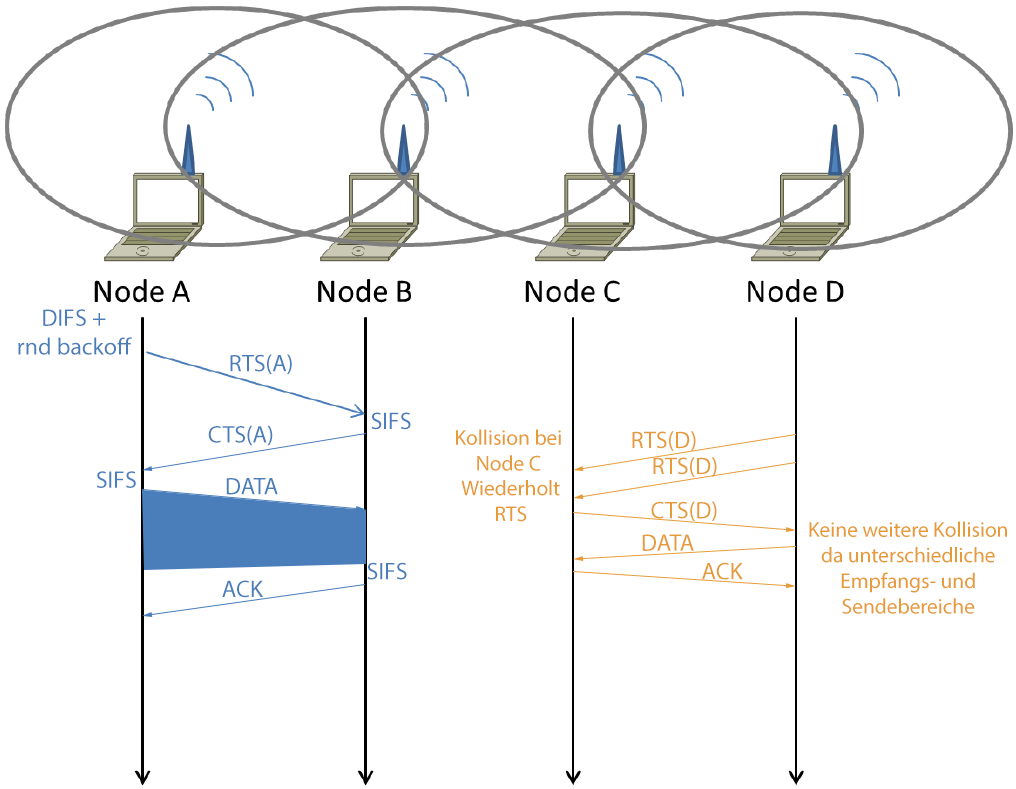 Node A
Node B
Node C
Node D
DIFS +
rnd backoff
RTS(A)
SIFS
CTS(A)
SIFS
DATA
SIFS
ACK
Kollision bei
Node C
Wiederholt
RTS
RTS(D)
RTS(D)
CTS(D)
DATA
ACK
Keine weitere Kollision
da unterschiedliche
Empfangs- und
Sendebereiche